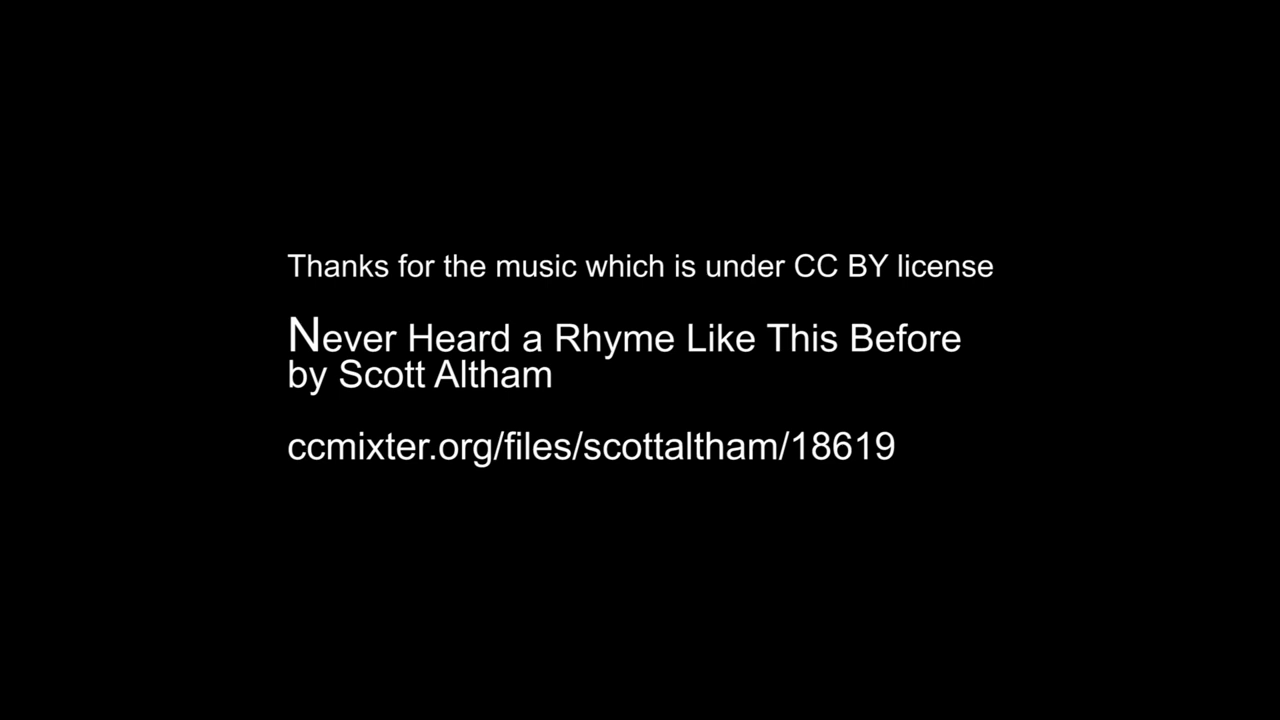 Thanks for the music which is under CC BY license
Never Heard a Rhyme Like This Before
by Scott Altham
ccmixter.org/files/scottaltham/18619